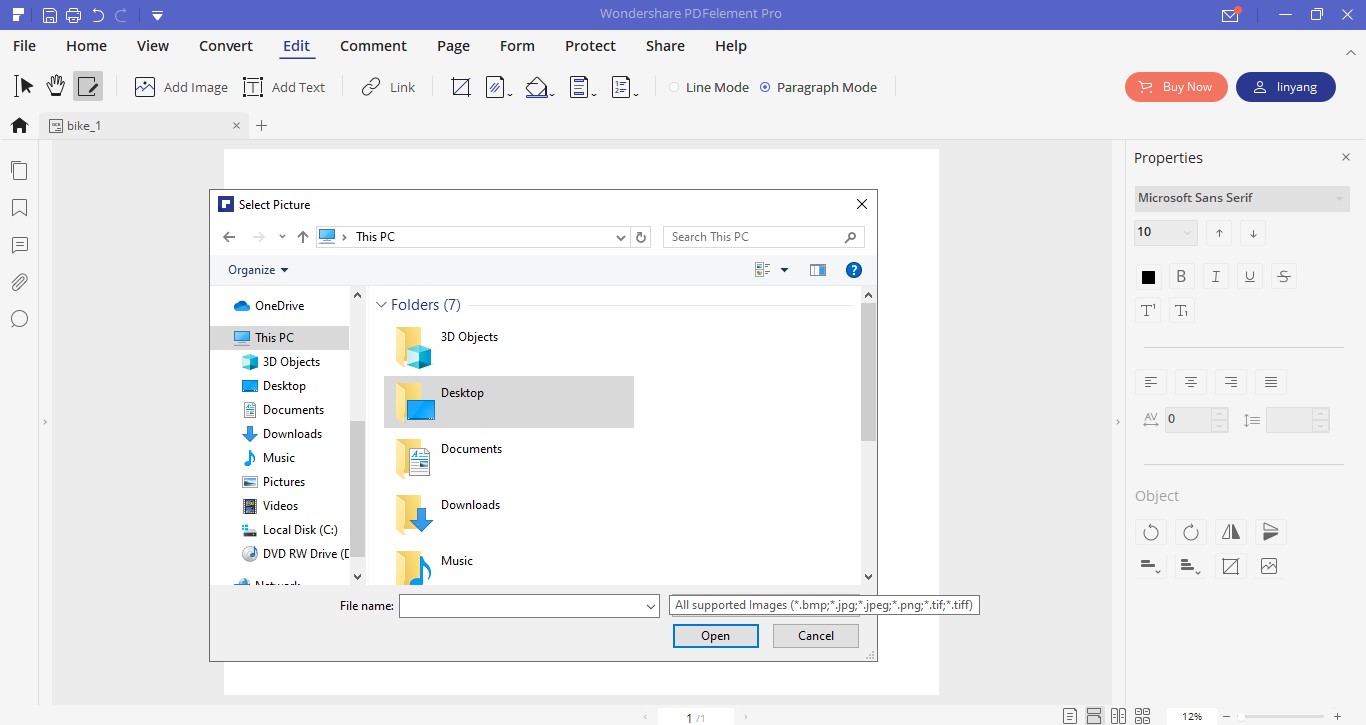 Wondershare PDFelement Pro
File Home View Convert Edit Comment Page Form Protect Share Help
Add Image Add Text Link Line Mode Paragraph Mode Buy Now linyang
bike_1
Properties
Microsoft Sans Serif
10
B I U S
0
Object
Select Picture
This PC
Search This PC
Organize
OneDrive
This PC
3D Objects
Desktop
Documents
Downloads
Music
Pictures
Videos
Local Disk (C:)
DVD RW Drive (
Network
Folders (7)
3D Objects
Desktop
Documents
Downloads
Music
File name:
All supported Images (*.bmp;*.jpg;*.jpeg;*.png;*.tif;*.tiff)
Open Cancel
1 /1
12%